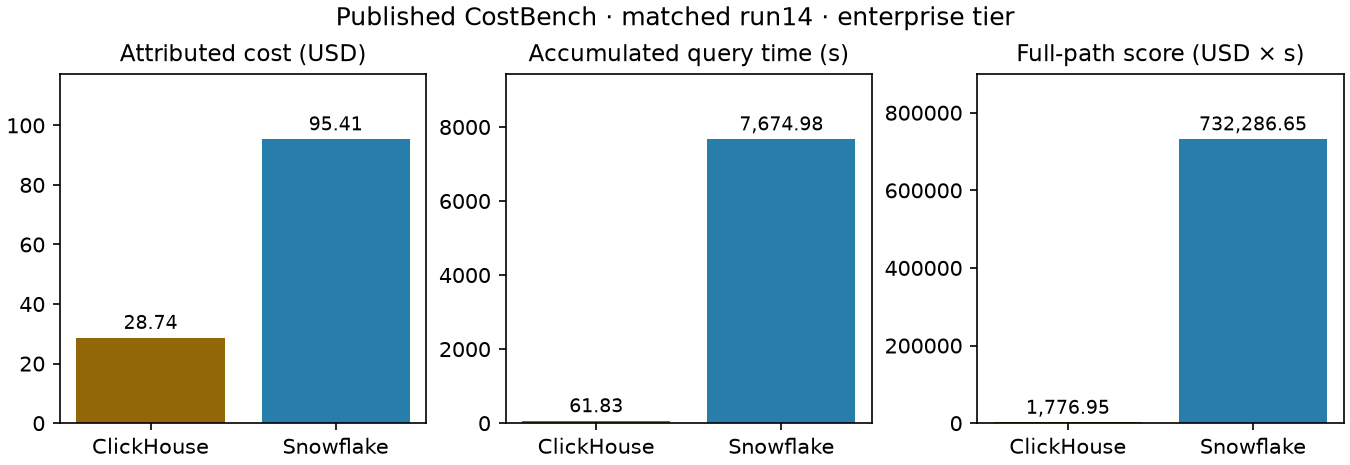 Published CostBench · matched run14 · enterprise tier
Attributed cost (USD)
100
80
60
40
20
0
28.74
95.41
ClickHouse
Snowflake
Accumulated query time (s)
8000
6000
4000
2000
0
61.83
7,674.98
ClickHouse
Snowflake
Full-path score (USD × s)
800000
600000
400000
200000
0
1,776.95
732,286.65
ClickHouse
Snowflake